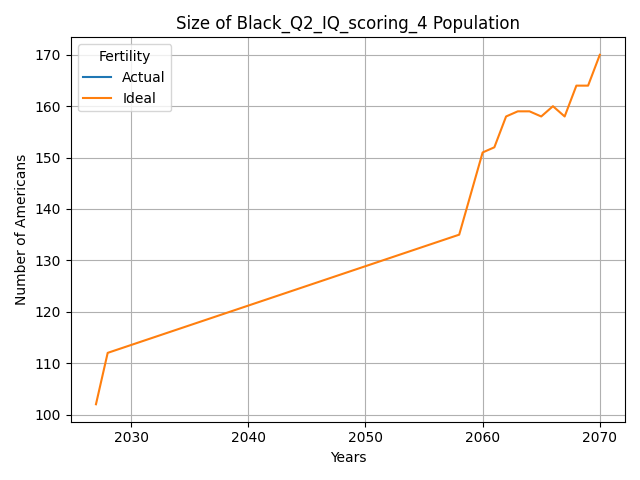 Size of Black_Q2_IQ_scoring_4 Population
Fertility
Actual
Ideal
Number of Americans
170
160
150
140
130
120
110
100
2030 2040 2050 2060 2070
Years